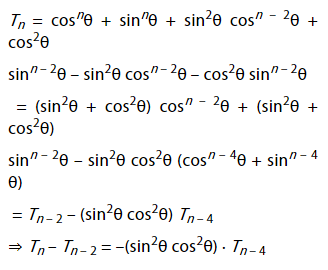 Tₙ = cosⁿθ + sinⁿθ + sin²θ cosⁿ ⁻ ²θ +
cos²θ
sinⁿ⁻²θ – sin²θ cosⁿ⁻²θ – cos²θ sinⁿ⁻²θ
= (sin²θ + cos²θ) cosⁿ ⁻ ²θ + (sin²θ +
cos²θ)
sinⁿ ⁻ ²θ – sin²θ cos²θ (cosⁿ⁻⁴θ + sinⁿ⁻⁴
θ)
= Tₙ₋₂ – (sin²θ cos²θ) Tₙ₋₄
⇒ Tₙ – Tₙ₋₂ = –(sin²θ cos²θ) · Tₙ₋₄